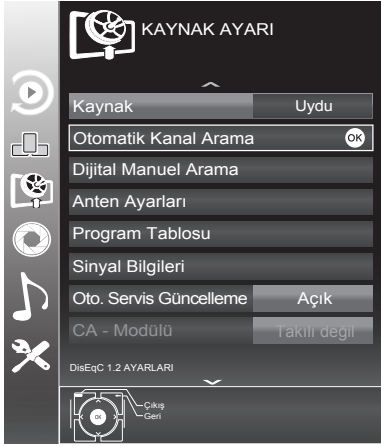 KAYNAK AYARI
Kaynak Uydu
Otomatik Kanal Arama OK
Dijital Manuel Arama
Anten Ayarları
Program Tablosu
Sinyal Bilgileri
Oto. Servis Güncelleme Açık
CA - Modülü Takılı değil
DisEqC 1.2 AYARLARI
Çıkış
OK Geri